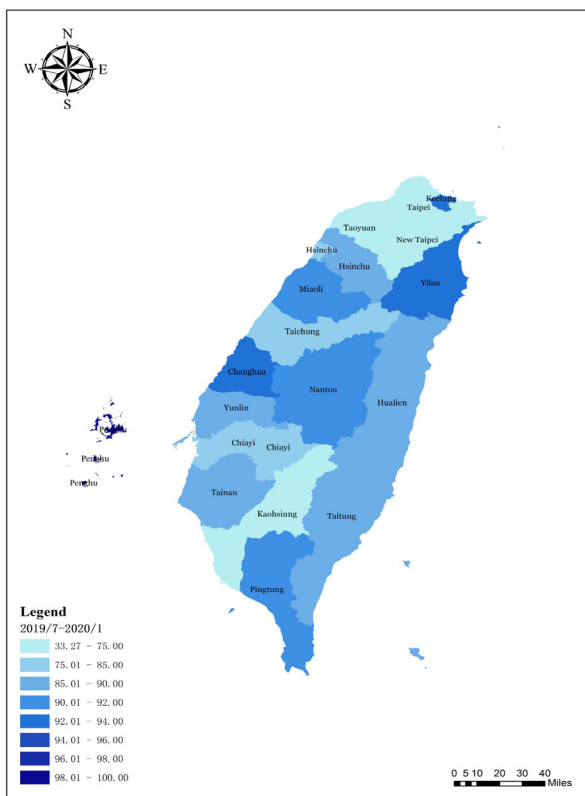 N
W E
S
Keelung
Taipei
Taoyuan
New Taipei
Hsinchu
Hsinchu
Yilan
Miaoli
Taichung
Changhua
Nantou
Hualien
Yunlin
Penghu
Chiayi
Chiayi
Penghu
Penghu
Tainan
Kaohsiung
Taitung
Pingtung
Legend
2019/7-2020/1
33.27 - 75.00
75.01 - 85.00
85.01 - 90.00
90.01 - 92.00
92.01 - 94.00
94.01 - 96.00
96.01 - 98.00
98.01 - 100.00
0 5 10 20 30 40
Miles